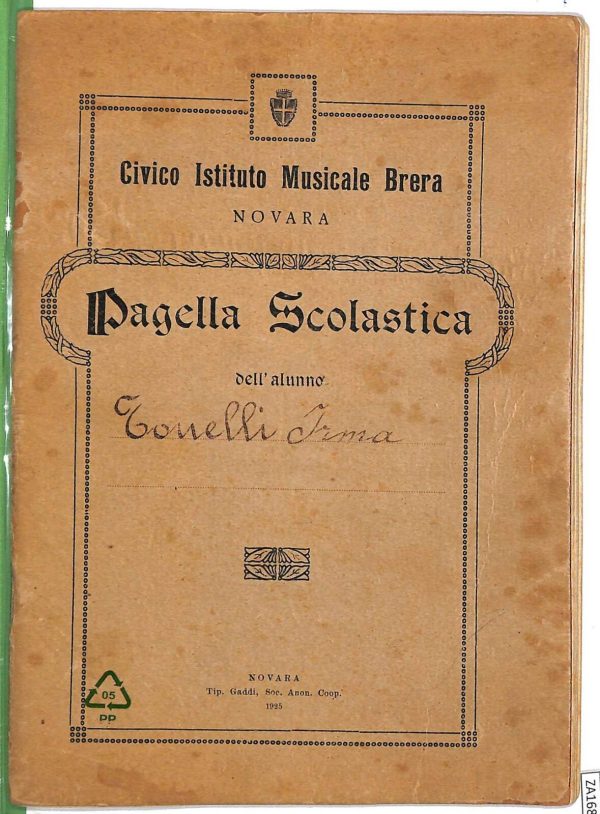 Civico Istituto Musicale Brera
NOVARA
Pagella Scolastica
dell'alunno
Tonelli Irma
NOVARA
Tip. Gaddi, Soc. Anon. Coop.
1925
05
PP
ZA168